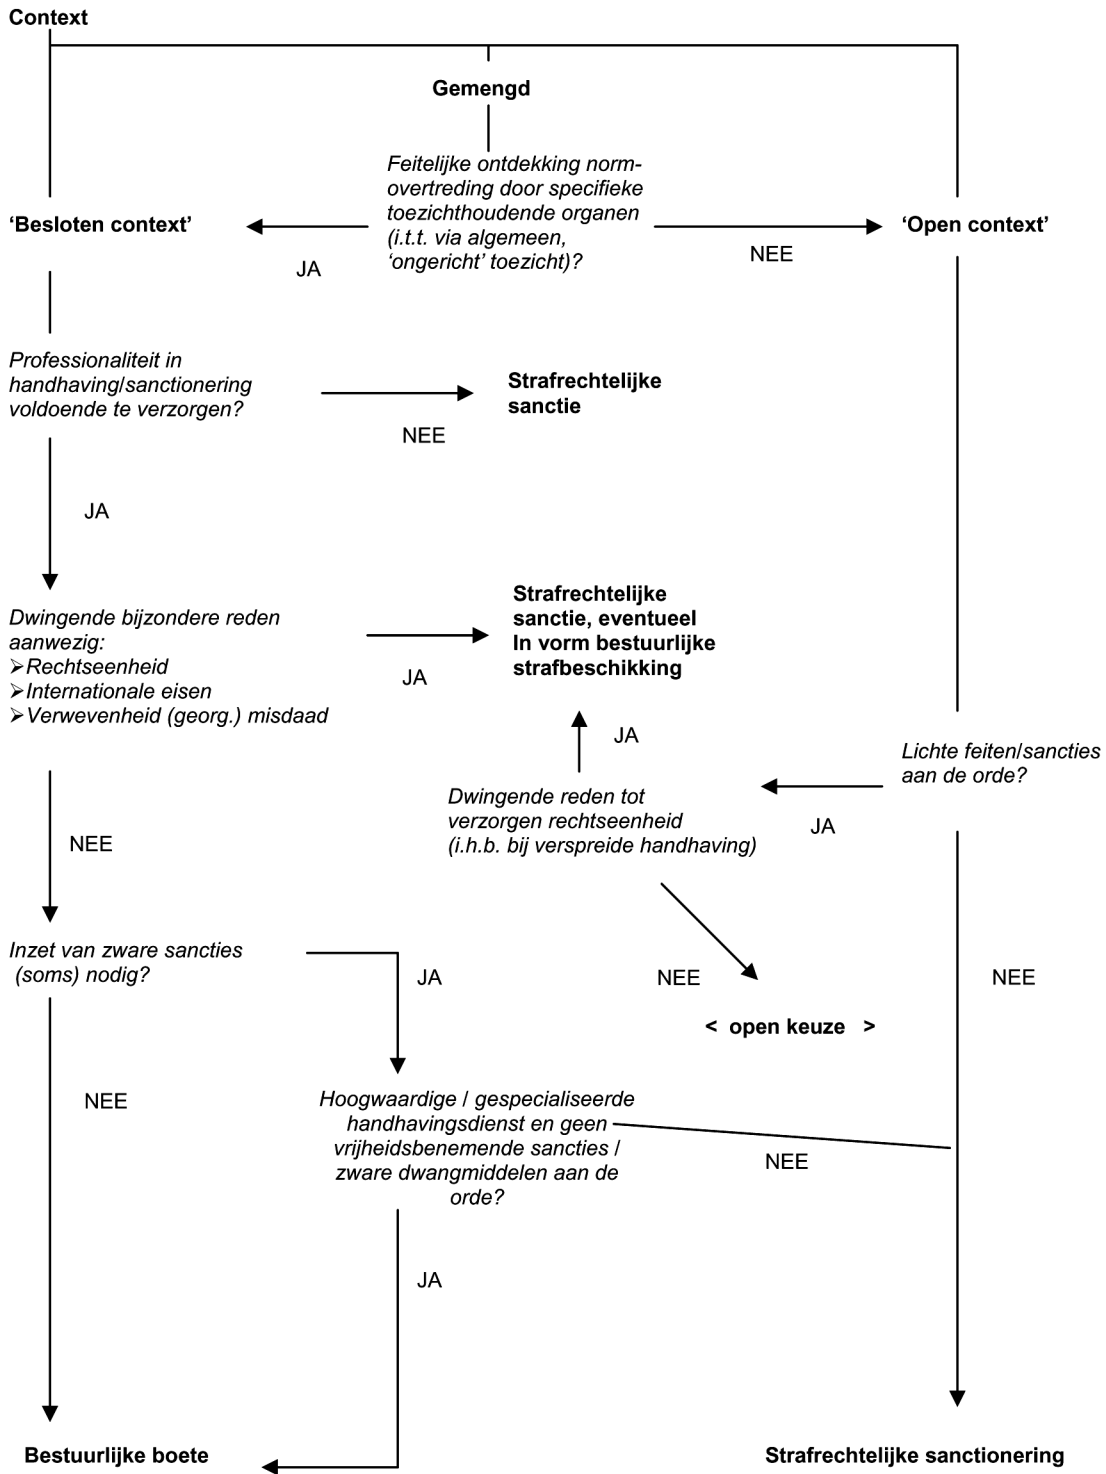 Context
Gemengd
Feitelijke ontdekking norm-
overtreding door specifieke
toezichthoudende organen
(i.t.t. via algemeen,
‘ongericht’ toezicht)?
‘Besloten context’
‘Open context’
JA
NEE
Professionaliteit in
handhaving/sanctionering
voldoende te verzorgen?
Strafrechtelijke
sanctie
NEE
JA
Dwingende bijzondere reden
aanwezig:
➢Rechtseenheid
➢Internationale eisen
➢Verwevenheid (georg.) misdaad
JA
Strafrechtelijke
sanctie, eventueel
In vorm bestuurlijke
strafbeschikking
JA
Lichte feiten/sancties
aan de orde?
JA
Dwingende reden tot
verzorgen rechtseenheid
(i.h.b. bij verspreide handhaving)
NEE
Inzet van zware sancties
(soms) nodig?
JA
NEE
NEE
< open keuze >
NEE
Hoogwaardige / gespecialiseerde
handhavingsdienst en geen
vrijheidsbenemende sancties /
zware dwangmiddelen aan de
orde?
NEE
JA
Bestuurlijke boete
Strafrechtelijke sanctionering